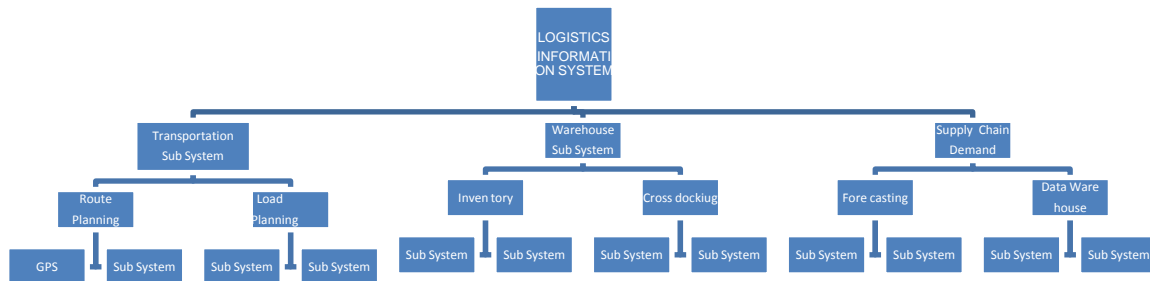 LOGISTICS
INFORMATI
ON SYSTEM
Transportation
Sub System
Warehouse
Sub System
Supply Chain
Demand
Route
Planning
Load
Planning
Inven tory
Cross dockiug
Fore casting
Data Ware
house
GPS
Sub System
Sub System
Sub System
Sub System
Sub System
Sub System
Sub System
Sub System
Sub System
Sub System
Sub System